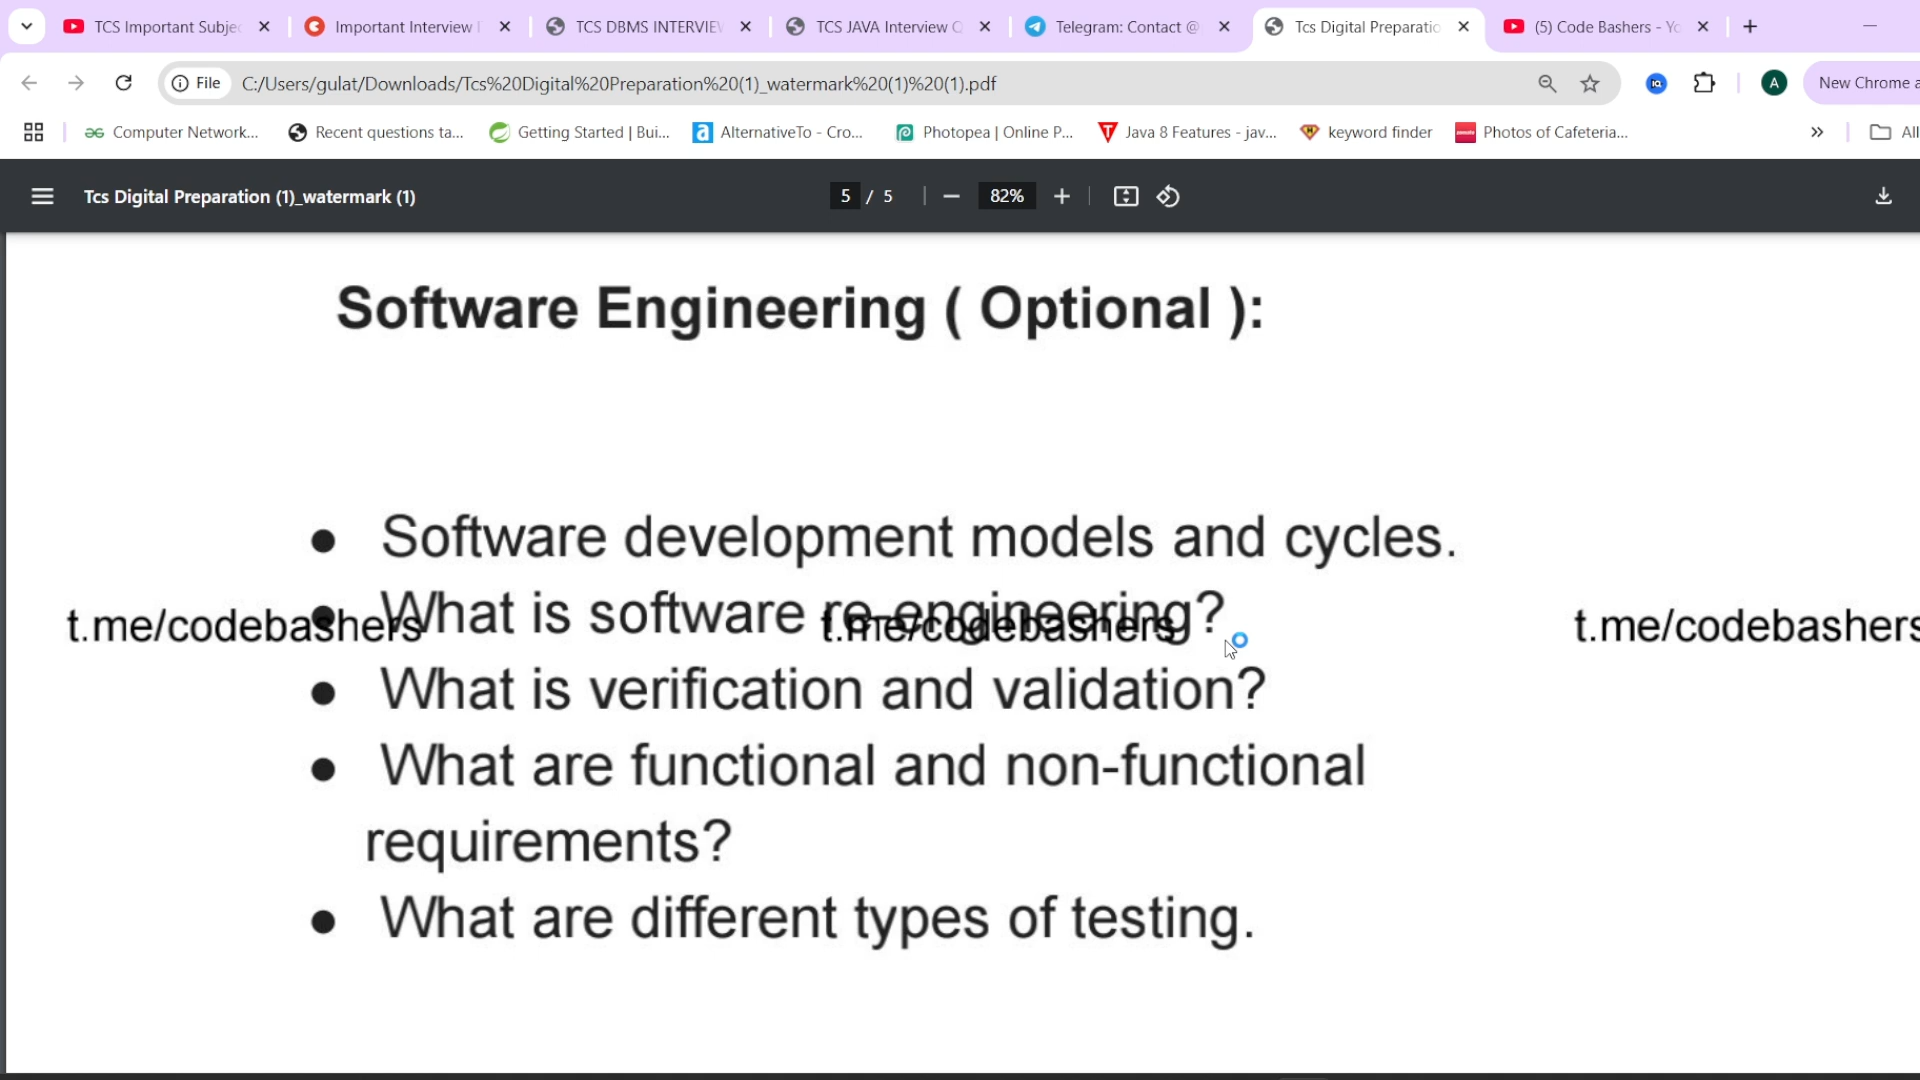 TCS Important Subjec
Important Interview
TCS DBMS INTERVIEW
TCS JAVA Interview Q
Telegram: Contact @
Tcs Digital Preparatio
(5) Code Bashers - Yo
File
C:/Users/gulat/Downloads/Tcs%20Digital%20Preparation%20(1)_watermark%20(1)%20(1).pdf
A
New Chrome a
Computer Network...
Recent questions ta...
Getting Started | Bui...
AlternativeTo - Cro...
Photopea | Online P...
Java 8 Features - jav...
keyword finder
Photos of Cafeteria...
All
Tcs Digital Preparation (1)_watermark (1)
5 / 5
82%
Software Engineering ( Optional ):
• Software development models and cycles.
• What is software re-engineering?
t.me/codebashers t.me/codebashers t.me/codebashers
• What is verification and validation?
• What are functional and non-functional
requirements?
• What are different types of testing.